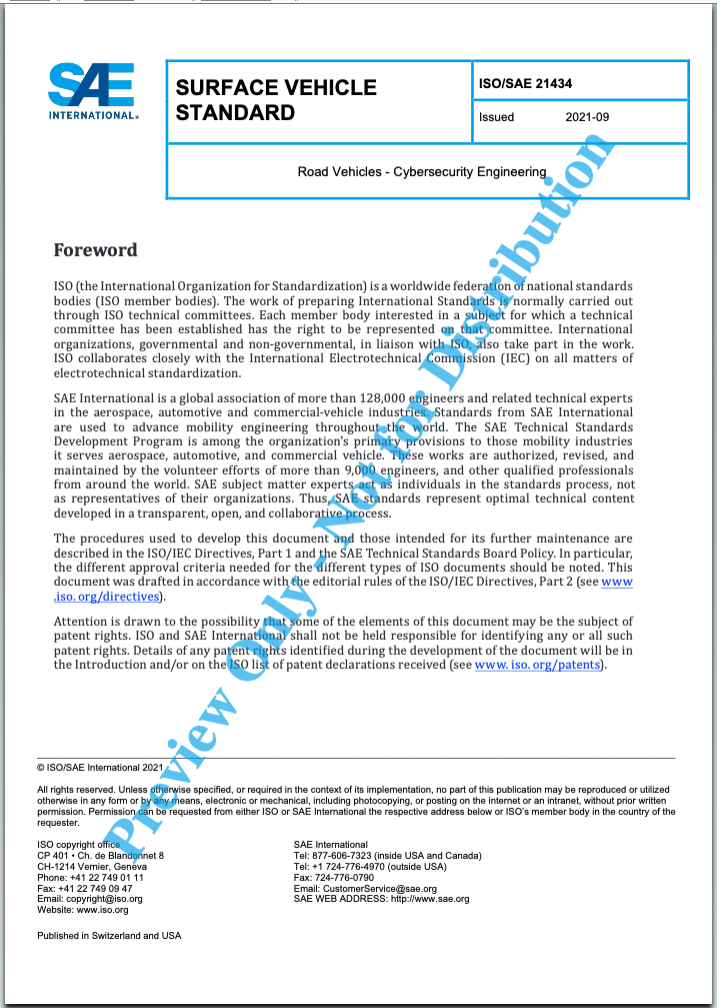 SAE
INTERNATIONAL®
SURFACE VEHICLE
STANDARD
ISO/SAE 21434
Issued 2021-09
Road Vehicles - Cybersecurity Engineering
Foreword
ISO (the International Organization for Standardization) is a worldwide federation of national standards
bodies (ISO member bodies). The work of preparing International Standards is normally carried out
through ISO technical committees. Each member body interested in a subject for which a technical
committee has been established has the right to be represented on that committee. International
organizations, governmental and non-governmental, in liaison with ISO, also take part in the work.
ISO collaborates closely with the International Electrotechnical Commission (IEC) on all matters of
electrotechnical standardization.
SAE International is a global association of more than 128,000 engineers and related technical experts
in the aerospace, automotive and commercial-vehicle industries. Standards from SAE International
are used to advance mobility engineering throughout the world. The SAE Technical Standards
Development Program is among the organization's primary provisions to those mobility industries
it serves aerospace, automotive, and commercial vehicle. These works are authorized, revised, and
maintained by the volunteer efforts of more than 9,000 engineers, and other qualified professionals
from around the world. SAE subject matter experts act as individuals in the standards process, not
as representatives of their organizations. Thus, SAE standards represent optimal technical content
developed in a transparent, open, and collaborative process.
The procedures used to develop this document and those intended for its further maintenance are
described in the ISO/IEC Directives, Part 1 and the SAE Technical Standards Board Policy. In particular,
the different approval criteria needed for the different types of ISO documents should be noted. This
document was drafted in accordance with the editorial rules of the ISO/IEC Directives, Part 2 (see www
.iso. org/directives).
Attention is drawn to the possibility that some of the elements of this document may be the subject of
patent rights. ISO and SAE International shall not be held responsible for identifying any or all such
patent rights. Details of any patent rights identified during the development of the document will be in
the Introduction and/or on the ISO list of patent declarations received (see www. iso. org/patents).
Preview Only - Not for Distribution
© ISO/SAE International 2021
All rights reserved. Unless otherwise specified, or required in the context of its implementation, no part of this publication may be reproduced or utilized
otherwise in any form or by any means, electronic or mechanical, including photocopying, or posting on the internet or an intranet, without prior written
permission. Permission can be requested from either ISO or SAE International the respective address below or ISO's member body in the country of the
requester.
ISO copyright office
CP 401 • Ch. de Blandonnet 8
CH-1214 Vernier, Geneva
Phone: +41 22 749 01 11
Fax: +41 22 749 09 47
Email: copyright@iso.org
Website: www.iso.org
SAE International
Tel: 877-606-7323 (inside USA and Canada)
Tel: +1 724-776-4970 (outside USA)
Fax: 724-776-0790
Email: CustomerService@sae.org
SAE WEB ADDRESS: http://www.sae.org
Published in Switzerland and USA